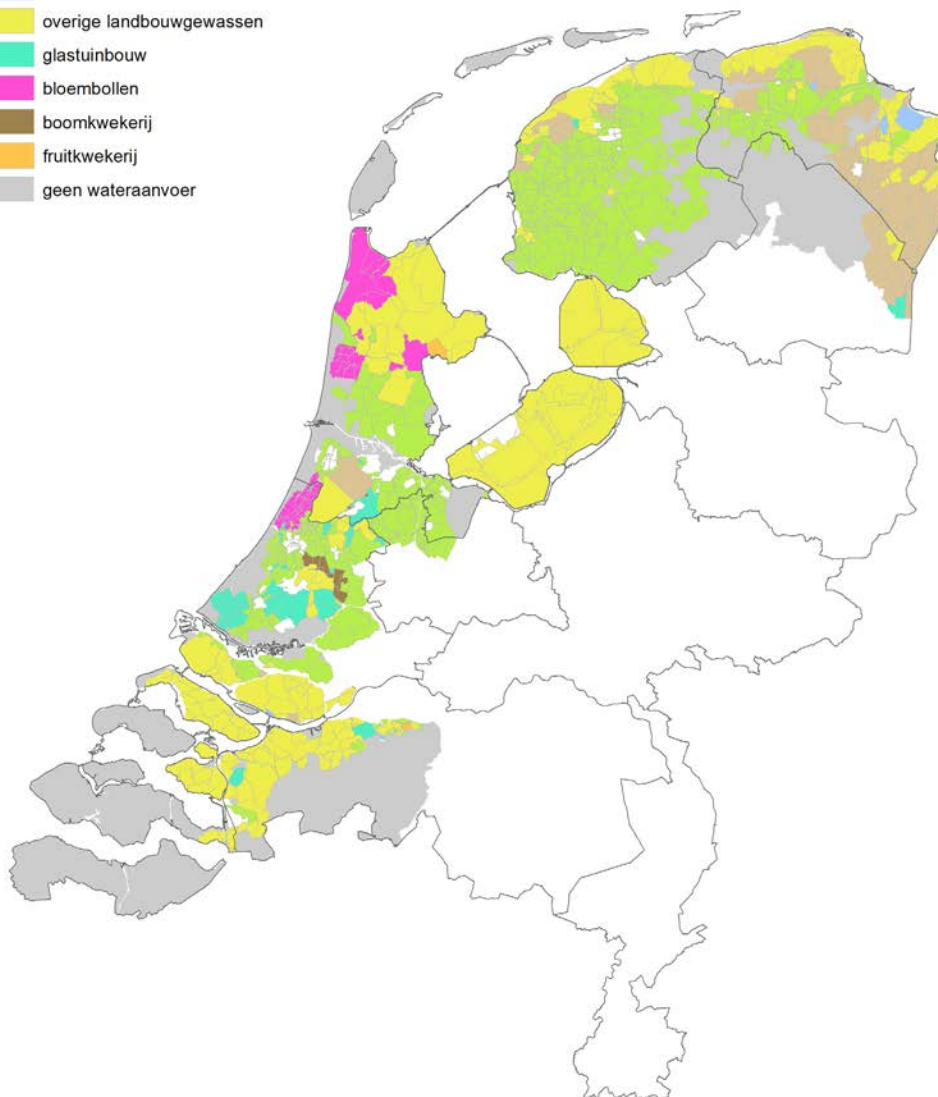 overige landbouwgewassen
glastuinbouw
bloembollen
boomkwekerij
fruitkwekerij
geen wateraanvoer